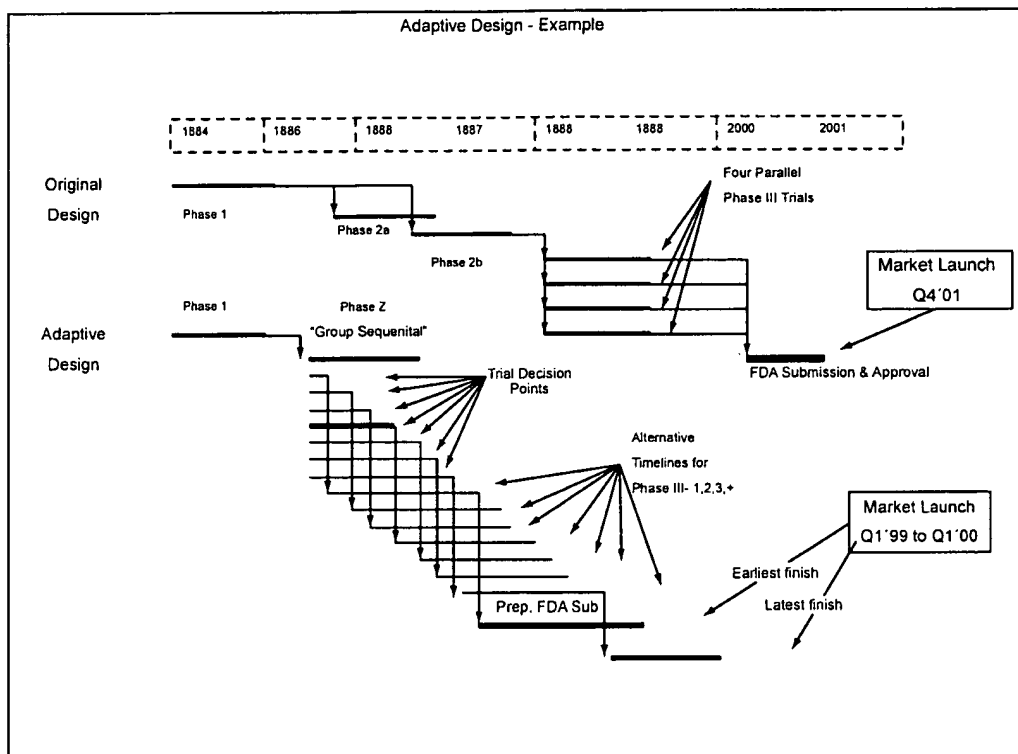 Adaptive Design - Example
1884 1886 1888 1887 1888 1888 2000 2001
Original
Design
Phase 1
Phase 2a
Phase 2b
Four Parallel
Phase III Trials
Market Launch
Q4'01
FDA Submission & Approval
Adaptive
Design
Phase 1
Phase Z
"Group Sequenital"
Trial Decision
Points
Alternative
Timelines for
Phase III- 1,2,3,+
Market Launch
Q1'99 to Q1'00
Earliest finish
Latest finish
Prep. FDA Sub